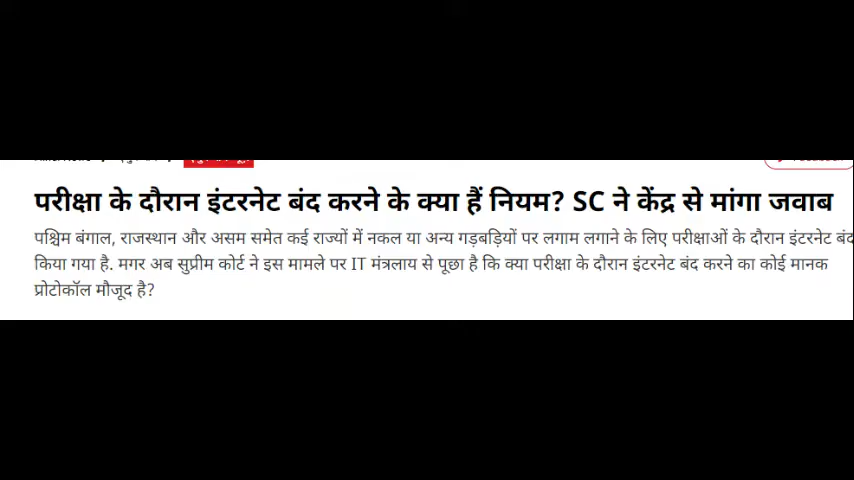 परीक्षा के दौरान इंटरनेट बंद करने के क्या हैं नियम? SC ने केंद्र से मांगा जवाब
पश्चिम बंगाल, राजस्थान और असम समेत कई राज्यों में नकल या अन्य गड़बड़ियों पर लगाम लगाने के लिए परीक्षाओं के दौरान इंटरनेट बंद
किया गया है. मगर अब सुप्रीम कोर्ट ने इस मामले पर IT मंत्रलाय से पूछा है कि क्या परीक्षा के दौरान इंटरनेट बंद करने का कोई मानक
प्रोटोकॉल मौजूद है?